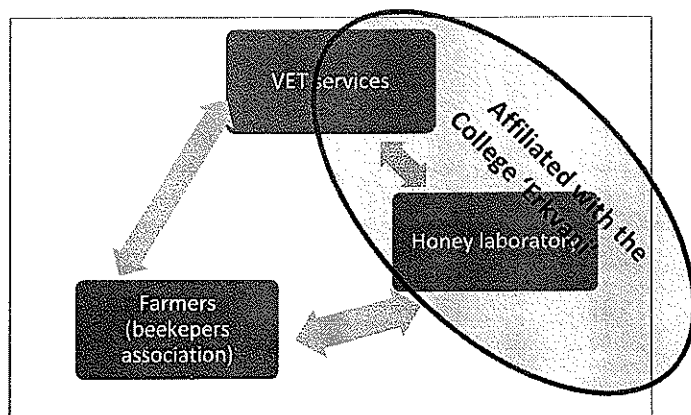 VET services
Affiliated with the
College 'Erkvani'
Honey laboratory
Farmers
(beekepers
association)